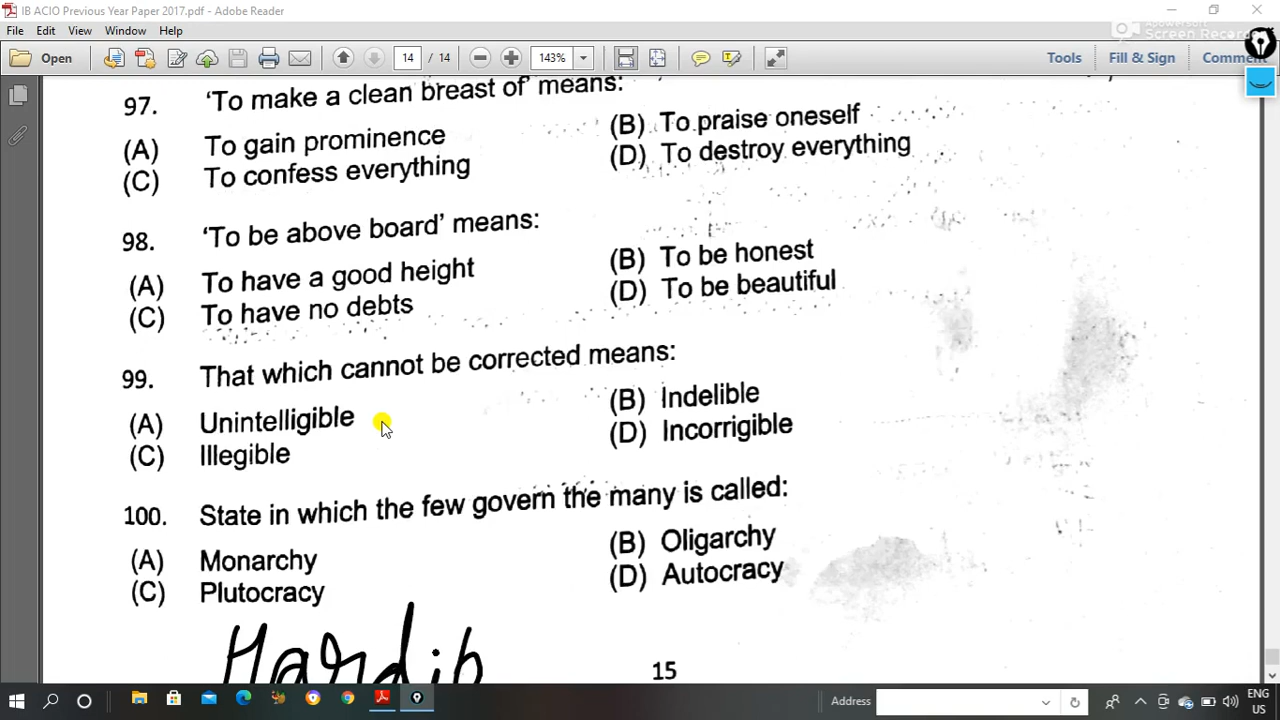 IB ACIO Previous Year Paper 2017.pdf - Adobe Reader
File Edit View Window Help
Apowersoft
Screen Recorder
Open 14 / 14 143% Tools Fill & Sign Comment
97. 'To make a clean breast of' means:
(A) To gain prominence (B) To praise oneself
(C) To confess everything (D) To destroy everything
98. 'To be above board' means:
(A) To have a good height (B) To be honest
(C) To have no debts (D) To be beautiful
99. That which cannot be corrected means:
(A) Unintelligible (B) Indelible
(C) Illegible (D) Incorrigible
100. State in which the few govern the many is called:
(A) Monarchy (B) Oligarchy
(C) Plutocracy (D) Autocracy
15
Address ENG
US